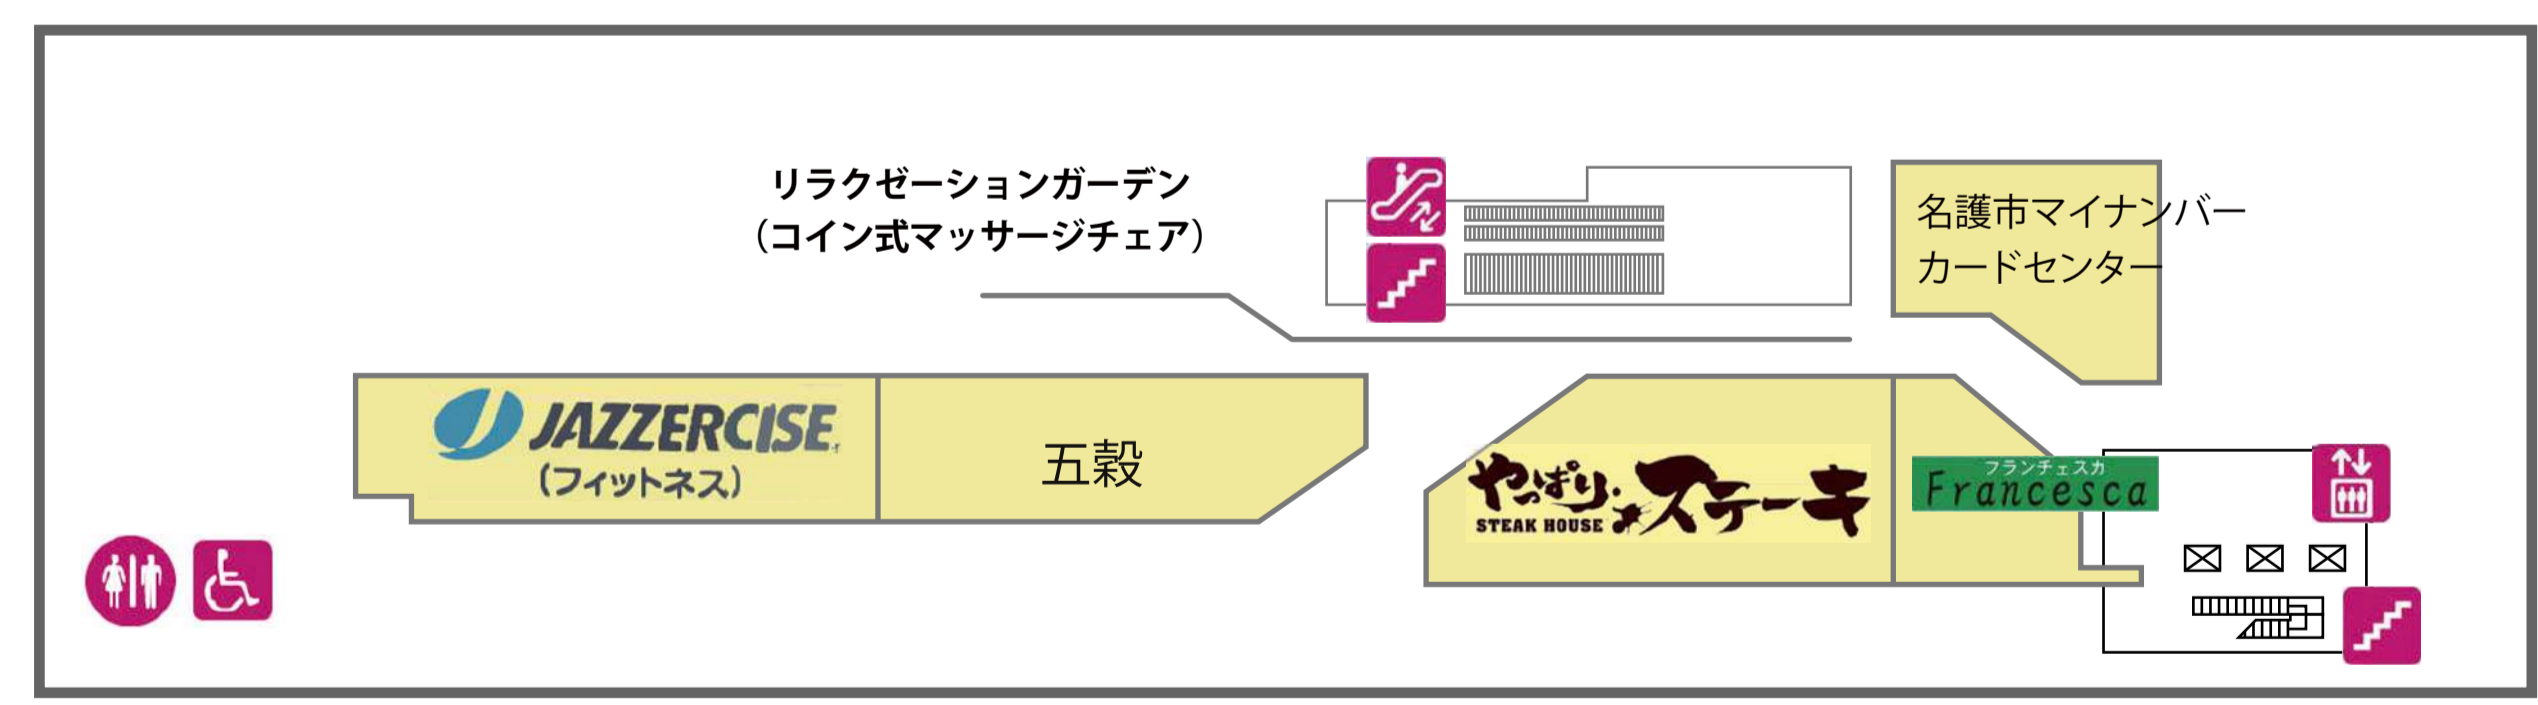 リラクゼーションガーデン
（コイン式マッサージチェア）
名護市マイナンバー
カードセンター
JAZZERCISE
（フィットネス）
五穀
やっぱりステーキ
STEAK HOUSE
フランチェスカ
Francesca